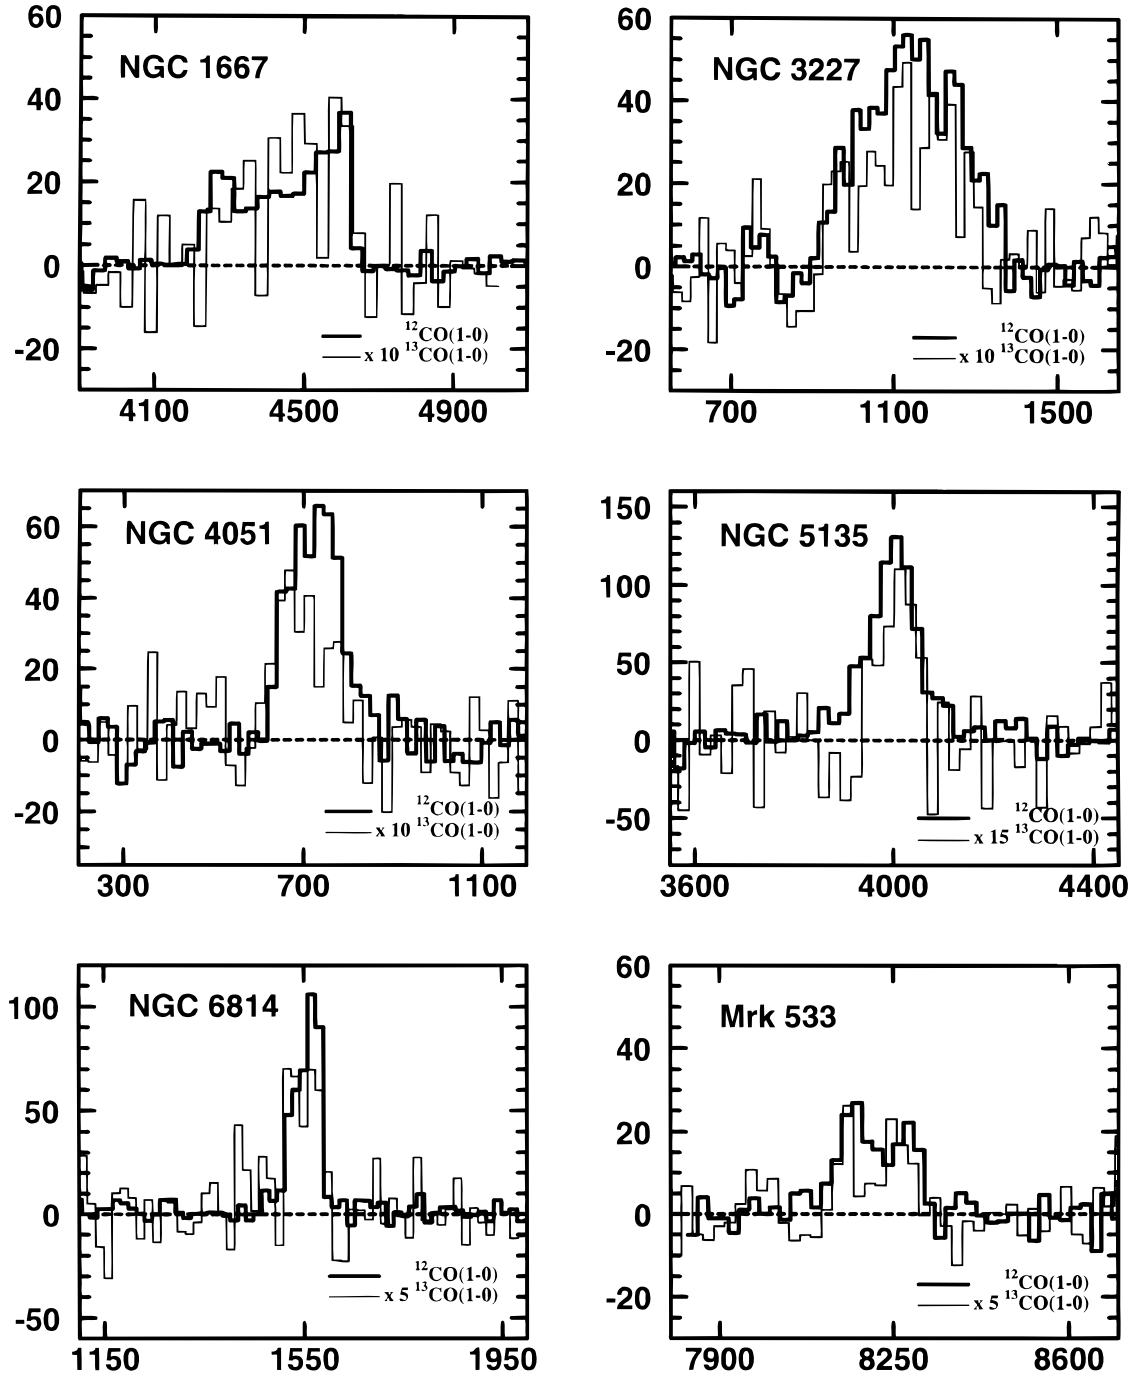 NGC 1667
60
40
20
0
-20
12CO(1-0)
x 10 13CO(1-0)
4100 4500 4900
NGC 3227
60
40
20
0
-20
12CO(1-0)
x 10 13CO(1-0)
700 1100 1500
NGC 4051
60
40
20
0
-20
12CO(1-0)
x 10 13CO(1-0)
300 700 1100
NGC 5135
150
100
50
0
-50
12CO(1-0)
x 15 13CO(1-0)
3600 4000 4400
NGC 6814
100
50
0
-50
12CO(1-0)
x 5 13CO(1-0)
1150 1550 1950
Mrk 533
60
40
20
0
-20
12CO(1-0)
x 5 13CO(1-0)
7900 8250 8600